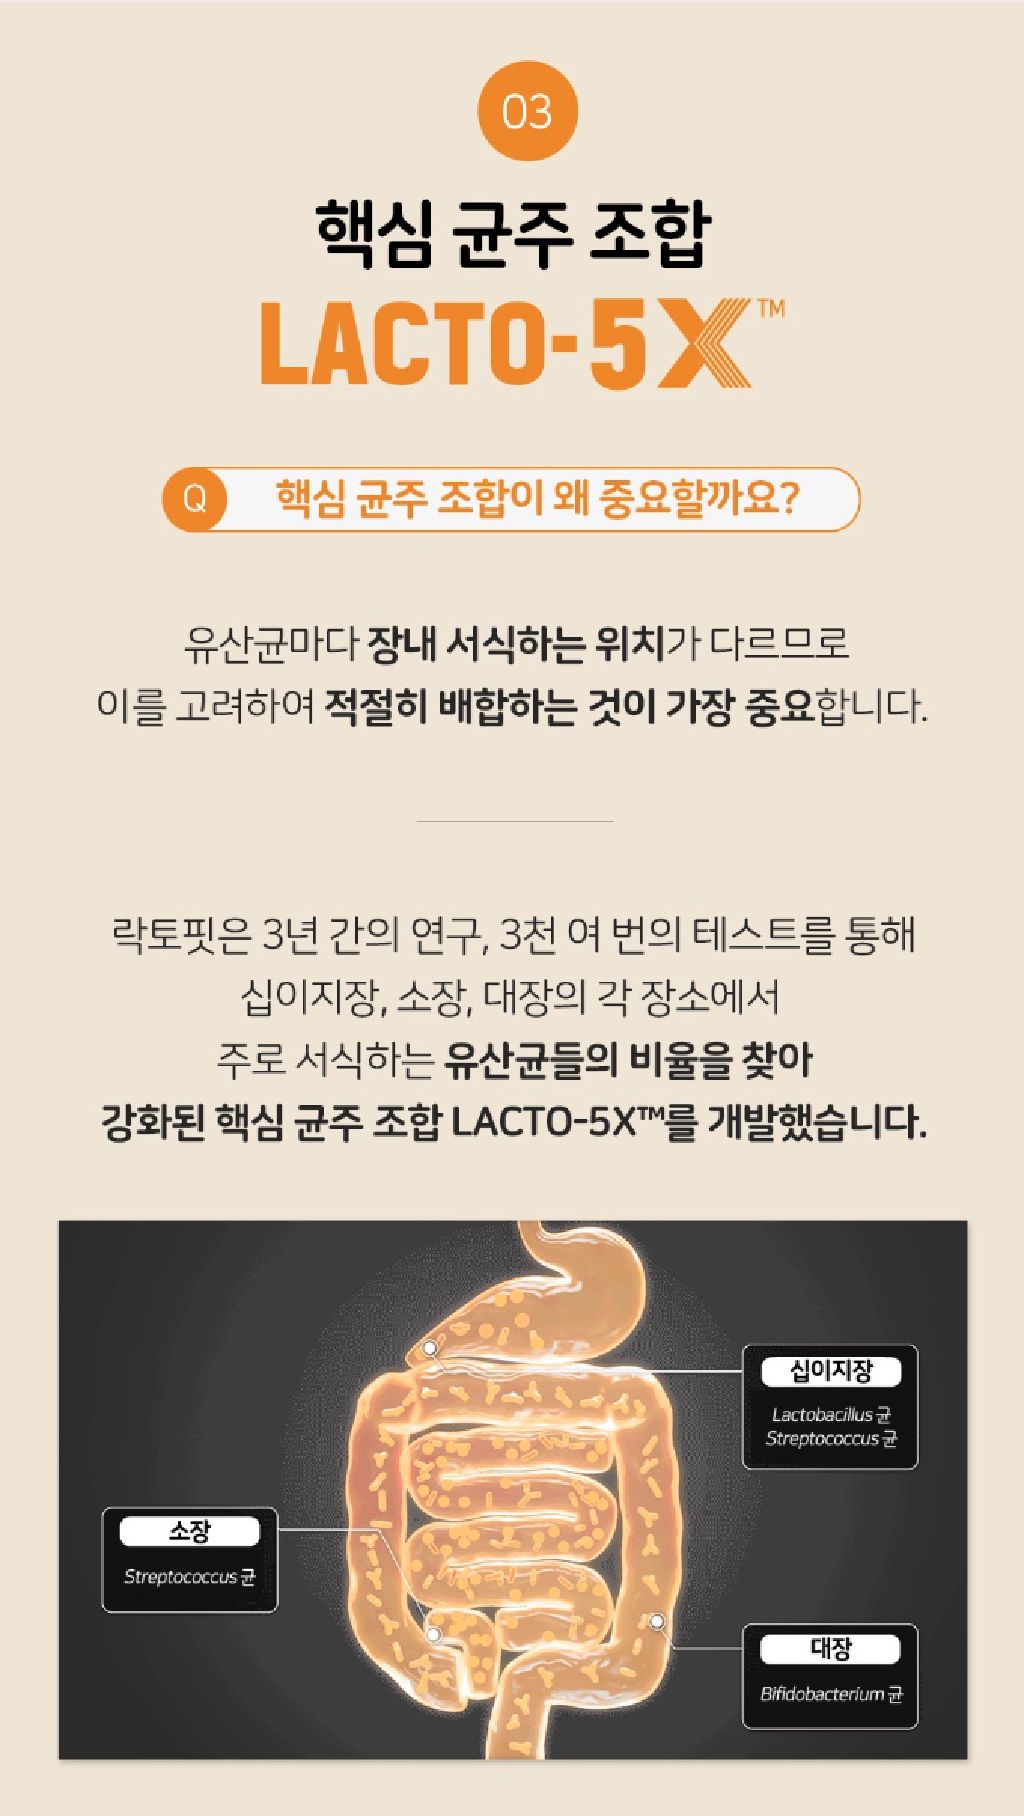 03
핵심 균주 조합
LACTO-5X™
Q 핵심 균주 조합이 왜 중요할까요?
유산균마다 장내 서식하는 위치가 다르므로
이를 고려하여 적절히 배합하는 것이 가장 중요합니다.
락토핏은 3년 간의 연구, 3천 여 번의 테스트를 통해
십이지장, 소장, 대장의 각 장소에서
주로 서식하는 유산균들의 비율을 찾아
강화된 핵심 균주 조합 LACTO-5X™를 개발했습니다.
십이지장
Lactobacillus 균
Streptococcus 균
소장
Streptococcus 균
대장
Bifidobacterium 균